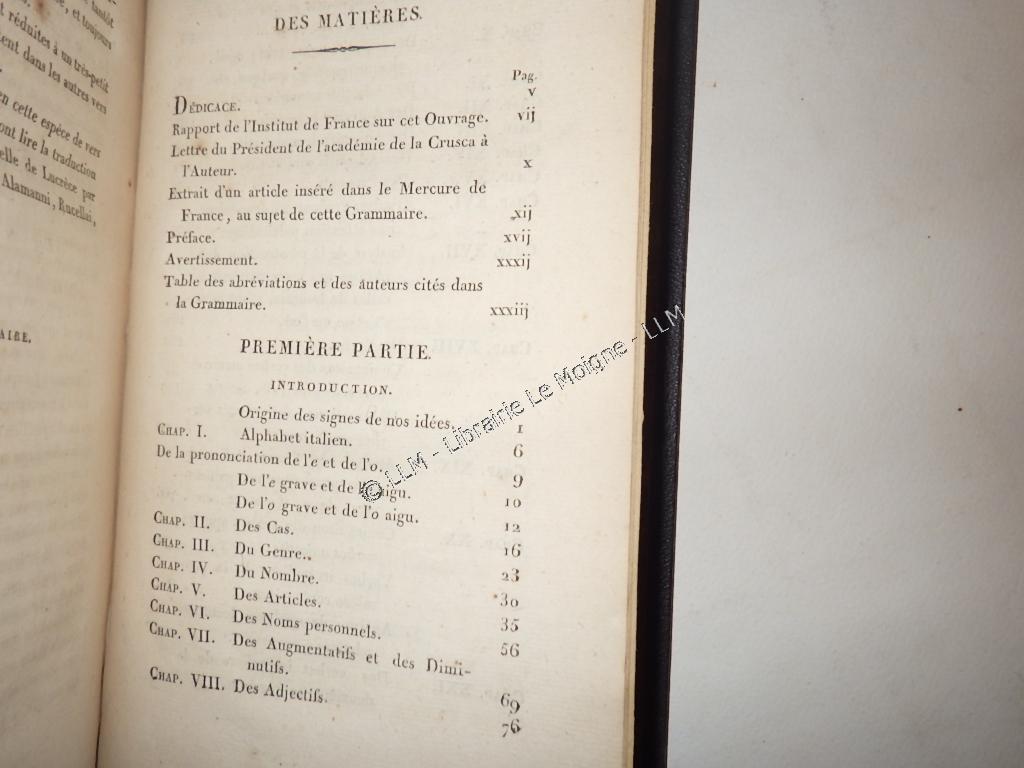 tantôt
, et toujours
réduites à un très-petit
ent dans les autres vers
en cette espèce de vers
ont lire la traduction
elle de Lucrèce par
Alamanni, Rucellai,
AIRE.
DES MATIÈRES.
Pag.
DÉDICACE. v
Rapport de l'Institut de France sur cet Ouvrage. vij
Lettre du Président de l'académie de la Crusca à
l'Auteur. x
Extrait d'un article inséré dans le Mercure de
France, au sujet de cette Grammaire. xij
Préface. xvij
Avertissement. xxxij
Table des abréviations et des auteurs cités dans
la Grammaire. xxxiij
PREMIÈRE PARTIE.
INTRODUCTION.
Origine des signes de nos idées. 1
CHAP. I. Alphabet italien. 6
De la prononciation de l'e et de l'o. 9
De l'e grave et de l'e aigu. 10
De l'o grave et de l'o aigu. 12
CHAP. II. Des Cas. 16
CHAP. III. Du Genre. 23
CHAP. IV. Du Nombre. 30
CHAP. V. Des Articles. 35
CHAP. VI. Des Noms personnels. 56
CHAP. VII. Des Augmentatifs et des Dimi-
nutifs. 69
CHAP. VIII. Des Adjectifs. 76
© LLM - Librairie Le Moigne - LLM